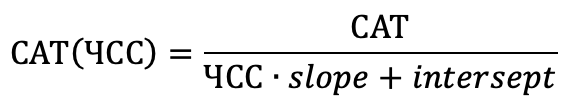 САТ(ЧСС) = САТ / ЧСС · slope + intersept